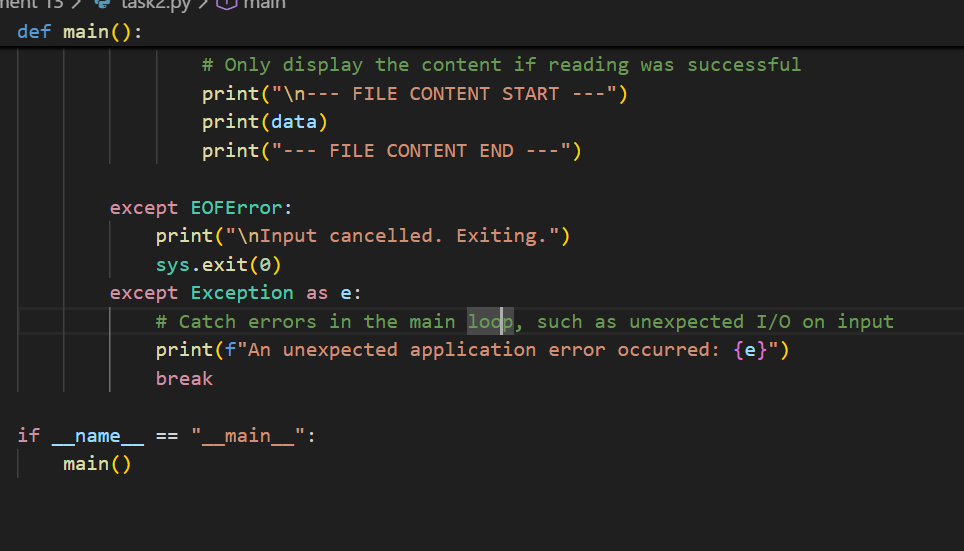 ment 13 > task2.py > main
def main():
# Only display the content if reading was successful
print("\n--- FILE CONTENT START ---")
print(data)
print("--- FILE CONTENT END ---")
except EOFError:
print("\nInput cancelled. Exiting.")
sys.exit(0)
except Exception as e:
# Catch errors in the main loop, such as unexpected I/O on input
print(f"An unexpected application error occurred: {e}")
break
if __name__ == "__main__":
main()